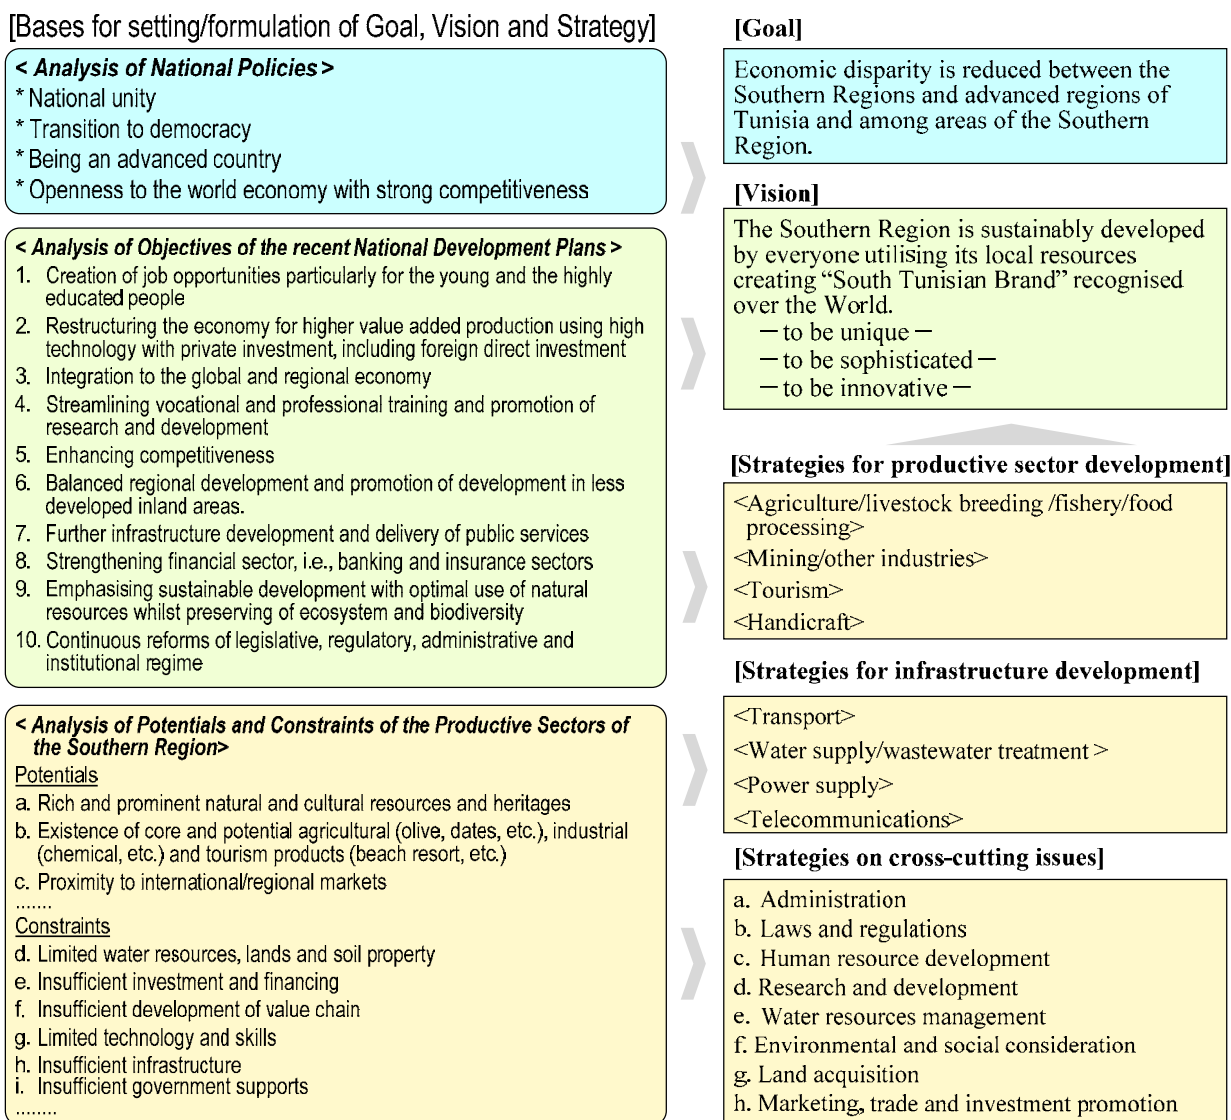 [Bases for setting/formulation of Goal, Vision and Strategy]
< Analysis of National Policies >
* National unity
* Transition to democracy
* Being an advanced country
* Openness to the world economy with strong competitiveness
< Analysis of Objectives of the recent National Development Plans >
1. Creation of job opportunities particularly for the young and the highly
educated people
2. Restructuring the economy for higher value added production using high
technology with private investment, including foreign direct investment
3. Integration to the global and regional economy
4. Streamlining vocational and professional training and promotion of
research and development
5. Enhancing competitiveness
6. Balanced regional development and promotion of development in less
developed inland areas.
7. Further infrastructure development and delivery of public services
8. Strengthening financial sector, i.e., banking and insurance sectors
9. Emphasising sustainable development with optimal use of natural
resources whilst preserving of ecosystem and biodiversity
10. Continuous reforms of legislative, regulatory, administrative and
institutional regime
< Analysis of Potentials and Constraints of the Productive Sectors of
the Southern Region>
Potentials
a. Rich and prominent natural and cultural resources and heritages
b. Existence of core and potential agricultural (olive, dates, etc.), industrial
(chemical, etc.) and tourism products (beach resort, etc.)
c. Proximity to international/regional markets
.......
Constraints
d. Limited water resources, lands and soil property
e. Insufficient investment and financing
f. Insufficient development of value chain
g. Limited technology and skills
h. Insufficient infrastructure
i. Insufficient government supports
........
[Goal]
Economic disparity is reduced between the
Southern Regions and advanced regions of
Tunisia and among areas of the Southern
Region.
[Vision]
The Southern Region is sustainably developed
by everyone utilising its local resources
creating “South Tunisian Brand” recognised
over the World.
— to be unique —
— to be sophisticated —
— to be innovative —
[Strategies for productive sector development]
<Agriculture/livestock breeding /fishery/food
processing>
<Mining/other industries>
<Tourism>
<Handicraft>
[Strategies for infrastructure development]
<Transport>
<Water supply/wastewater treatment >
<Power supply>
<Telecommunications>
[Strategies on cross-cutting issues]
a. Administration
b. Laws and regulations
c. Human resource development
d. Research and development
e. Water resources management
f. Environmental and social consideration
g. Land acquisition
h. Marketing, trade and investment promotion